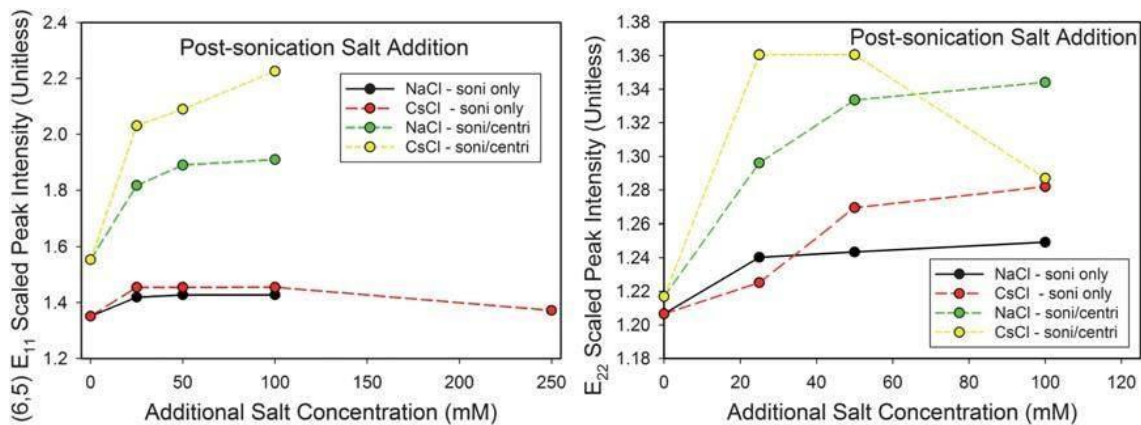 (6,5) E11 Scaled Peak Intensity (Unitless)
2.4
2.2
2.0
1.8
1.6
1.4
1.2
Post-sonication Salt Addition
NaCl - soni only
CsCl - soni only
NaCl - soni/centri
CsCl - soni/centri
0 50 100 150 200 250
Additional Salt Concentration (mM)
E22 Scaled Peak Intensity (Unitless)
1.38
1.36
1.34
1.32
1.30
1.28
1.26
1.24
1.22
1.20
1.18
Post-sonication Salt Addition
NaCl - soni only
CsCl - soni only
NaCl - soni/centri
CsCl - soni/centri
0 20 40 60 80 100 120
Additional Salt Concentration (mM)